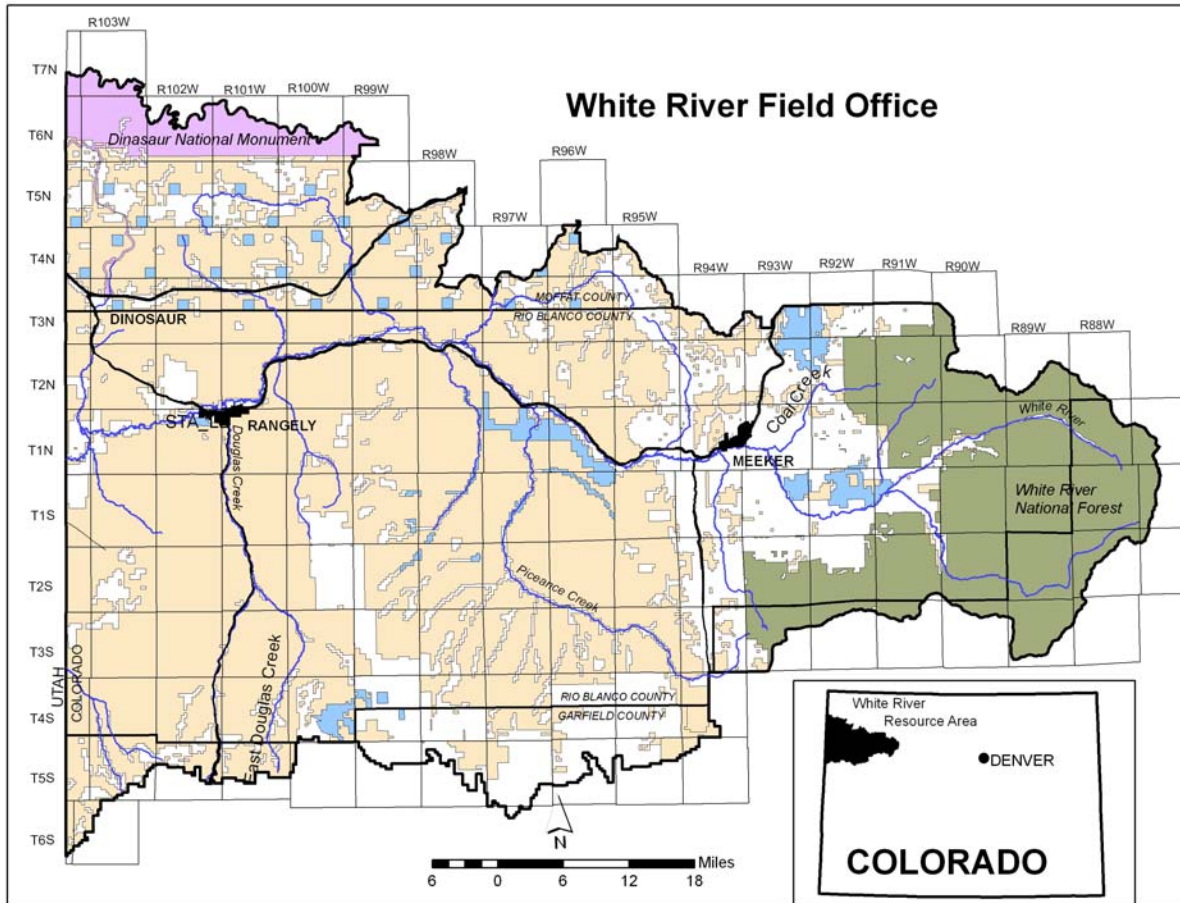 R103W
T7N
R102W
R101W
R100W
R99W
White River Field Office
T6N
Dinasaur National Monument
R98W
R96W
T5N
R97W
R95W
T4N
R94W
R93W
R92W
R91W
R90W
MOFFAT COUNTY
RIO BLANCO COUNTY
T3N
DINOSAUR
R89W
R88W
T2N
Coal Creek
White River
RANGELY
T1N
Douglas Creek
MEEKER
White River
National Forest
T1S
T2S
Piceance Creek
T3S
UTAH
COLORADO
East Douglas Creek
RIO BLANCO COUNTY
GARFIELD COUNTY
T4S
T5S
T6S
N
Miles
6 0 6 12 18
White River
Resource Area
DENVER
COLORADO